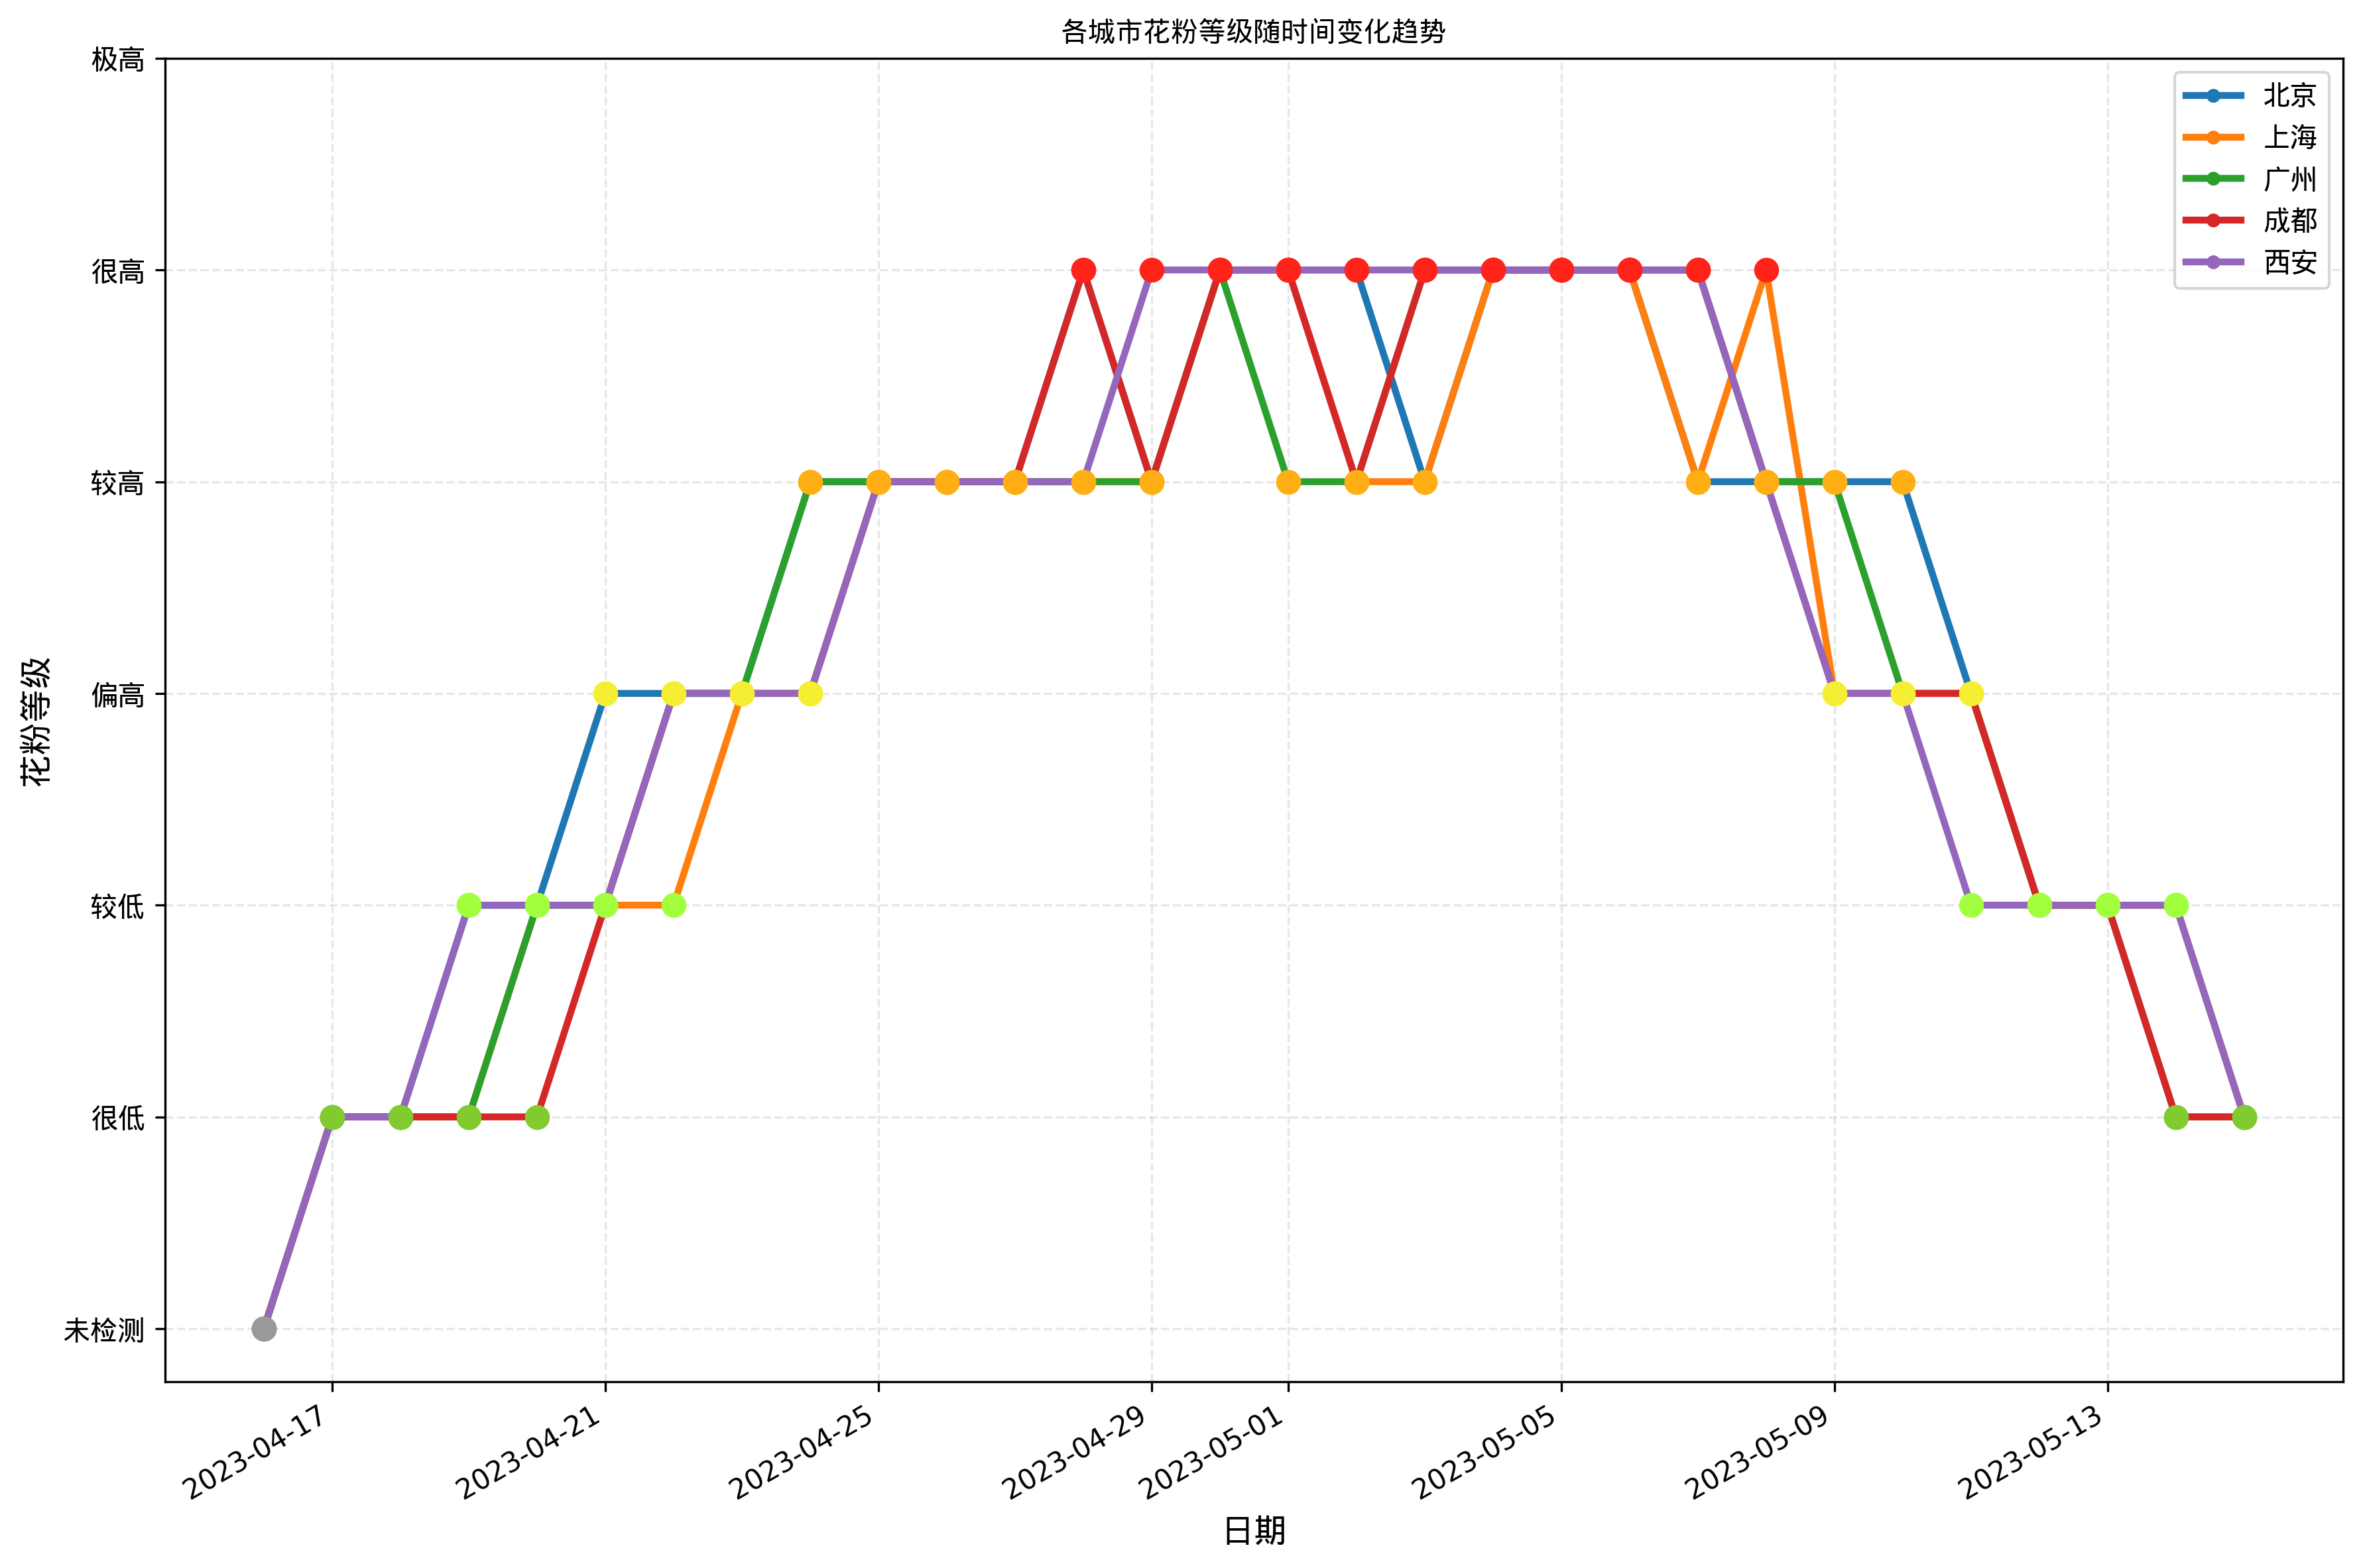 各城市花粉等级随时间变化趋势
极高
很高
较高
偏高
较低
很低
未检测
花粉等级
北京
上海
广州
成都
西安
2023-04-17
2023-04-21
2023-04-25
2023-04-29
2023-05-01
2023-05-05
2023-05-09
2023-05-13
日期